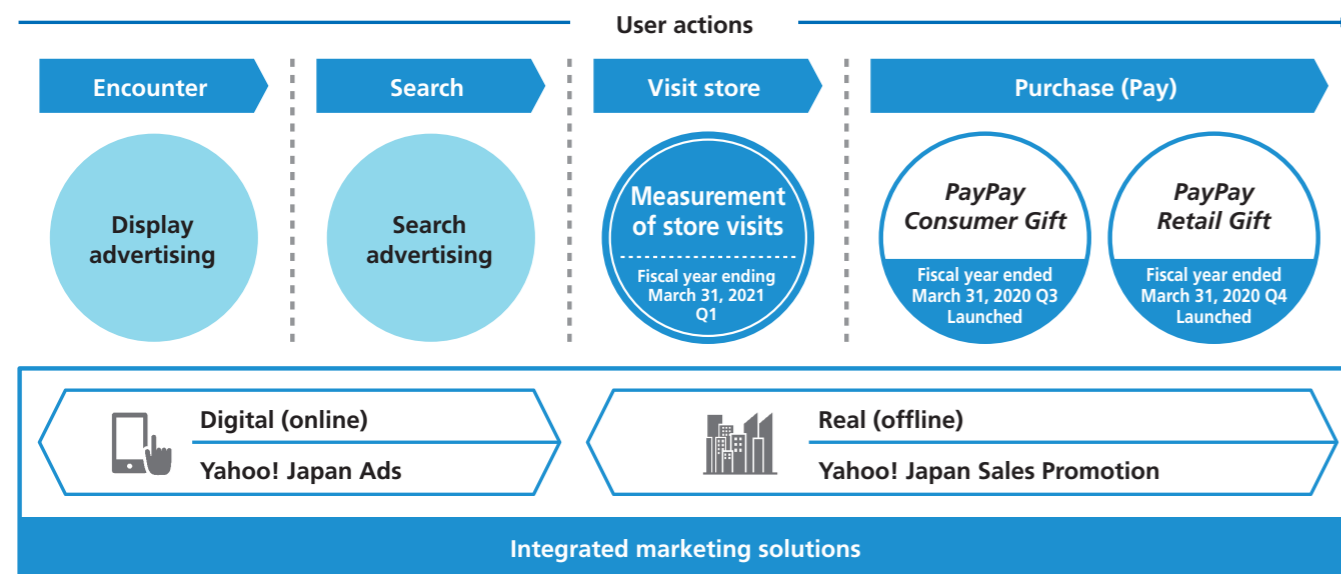 User actions
Encounter
Search
Visit store
Purchase (Pay)
Display
advertising
Search
advertising
Measurement
of store visits
Fiscal year ending
March 31, 2021
Q1
PayPay
Consumer Gift
Fiscal year ended
March 31, 2020 Q3
Launched
PayPay
Retail Gift
Fiscal year ended
March 31, 2020 Q4
Launched
Digital (online)
Yahoo! Japan Ads
Real (offline)
Yahoo! Japan Sales Promotion
Integrated marketing solutions